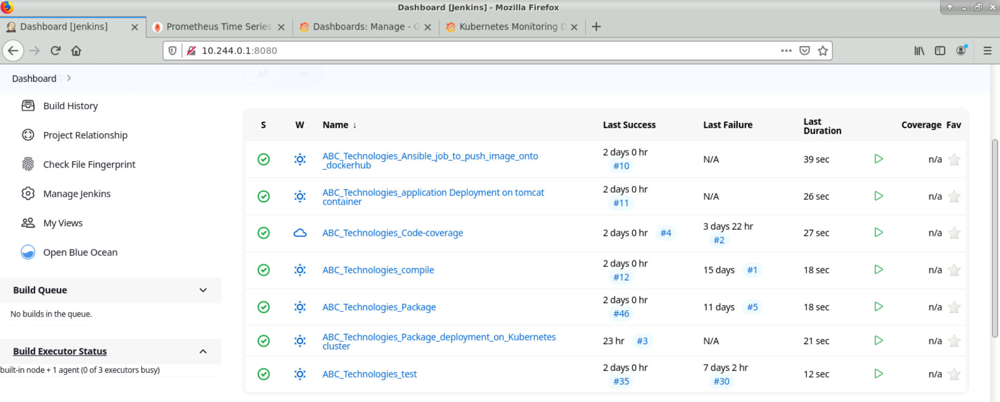 Dashboard [Jenkins] - Mozilla Firefox
Dashboard [Jenkins]
Prometheus Time Series
Dashboards: Manage - G
Kubernetes Monitoring D
10.244.0.1:8080
All
Dashboard
Build History
Project Relationship
Check File Fingerprint
Manage Jenkins
My Views
Open Blue Ocean
Build Queue
No builds in the queue.
Build Executor Status
built-in node + 1 agent (0 of 3 executors busy)
S W Name ↓ Last Success Last Failure Last Duration Coverage Fav
ABC_Technologies_Ansible_job_to_push_image_onto
_dockerhub
2 days 0 hr
#10
N/A
39 sec
n/a
ABC_Technologies_application Deployment on tomcat
container
2 days 0 hr
#11
N/A
26 sec
n/a
ABC_Technologies_Code-coverage
2 days 0 hr #4
3 days 22 hr
#2
27 sec
n/a
ABC_Technologies_compile
2 days 0 hr
#12
15 days #1
18 sec
n/a
ABC_Technologies_Package
2 days 0 hr
#46
11 days #5
18 sec
n/a
ABC_Technologies_Package_deployment_on_Kubernetes
cluster
23 hr #3
N/A
21 sec
n/a
ABC_Technologies_test
2 days 0 hr
#35
7 days 2 hr
#30
12 sec
n/a